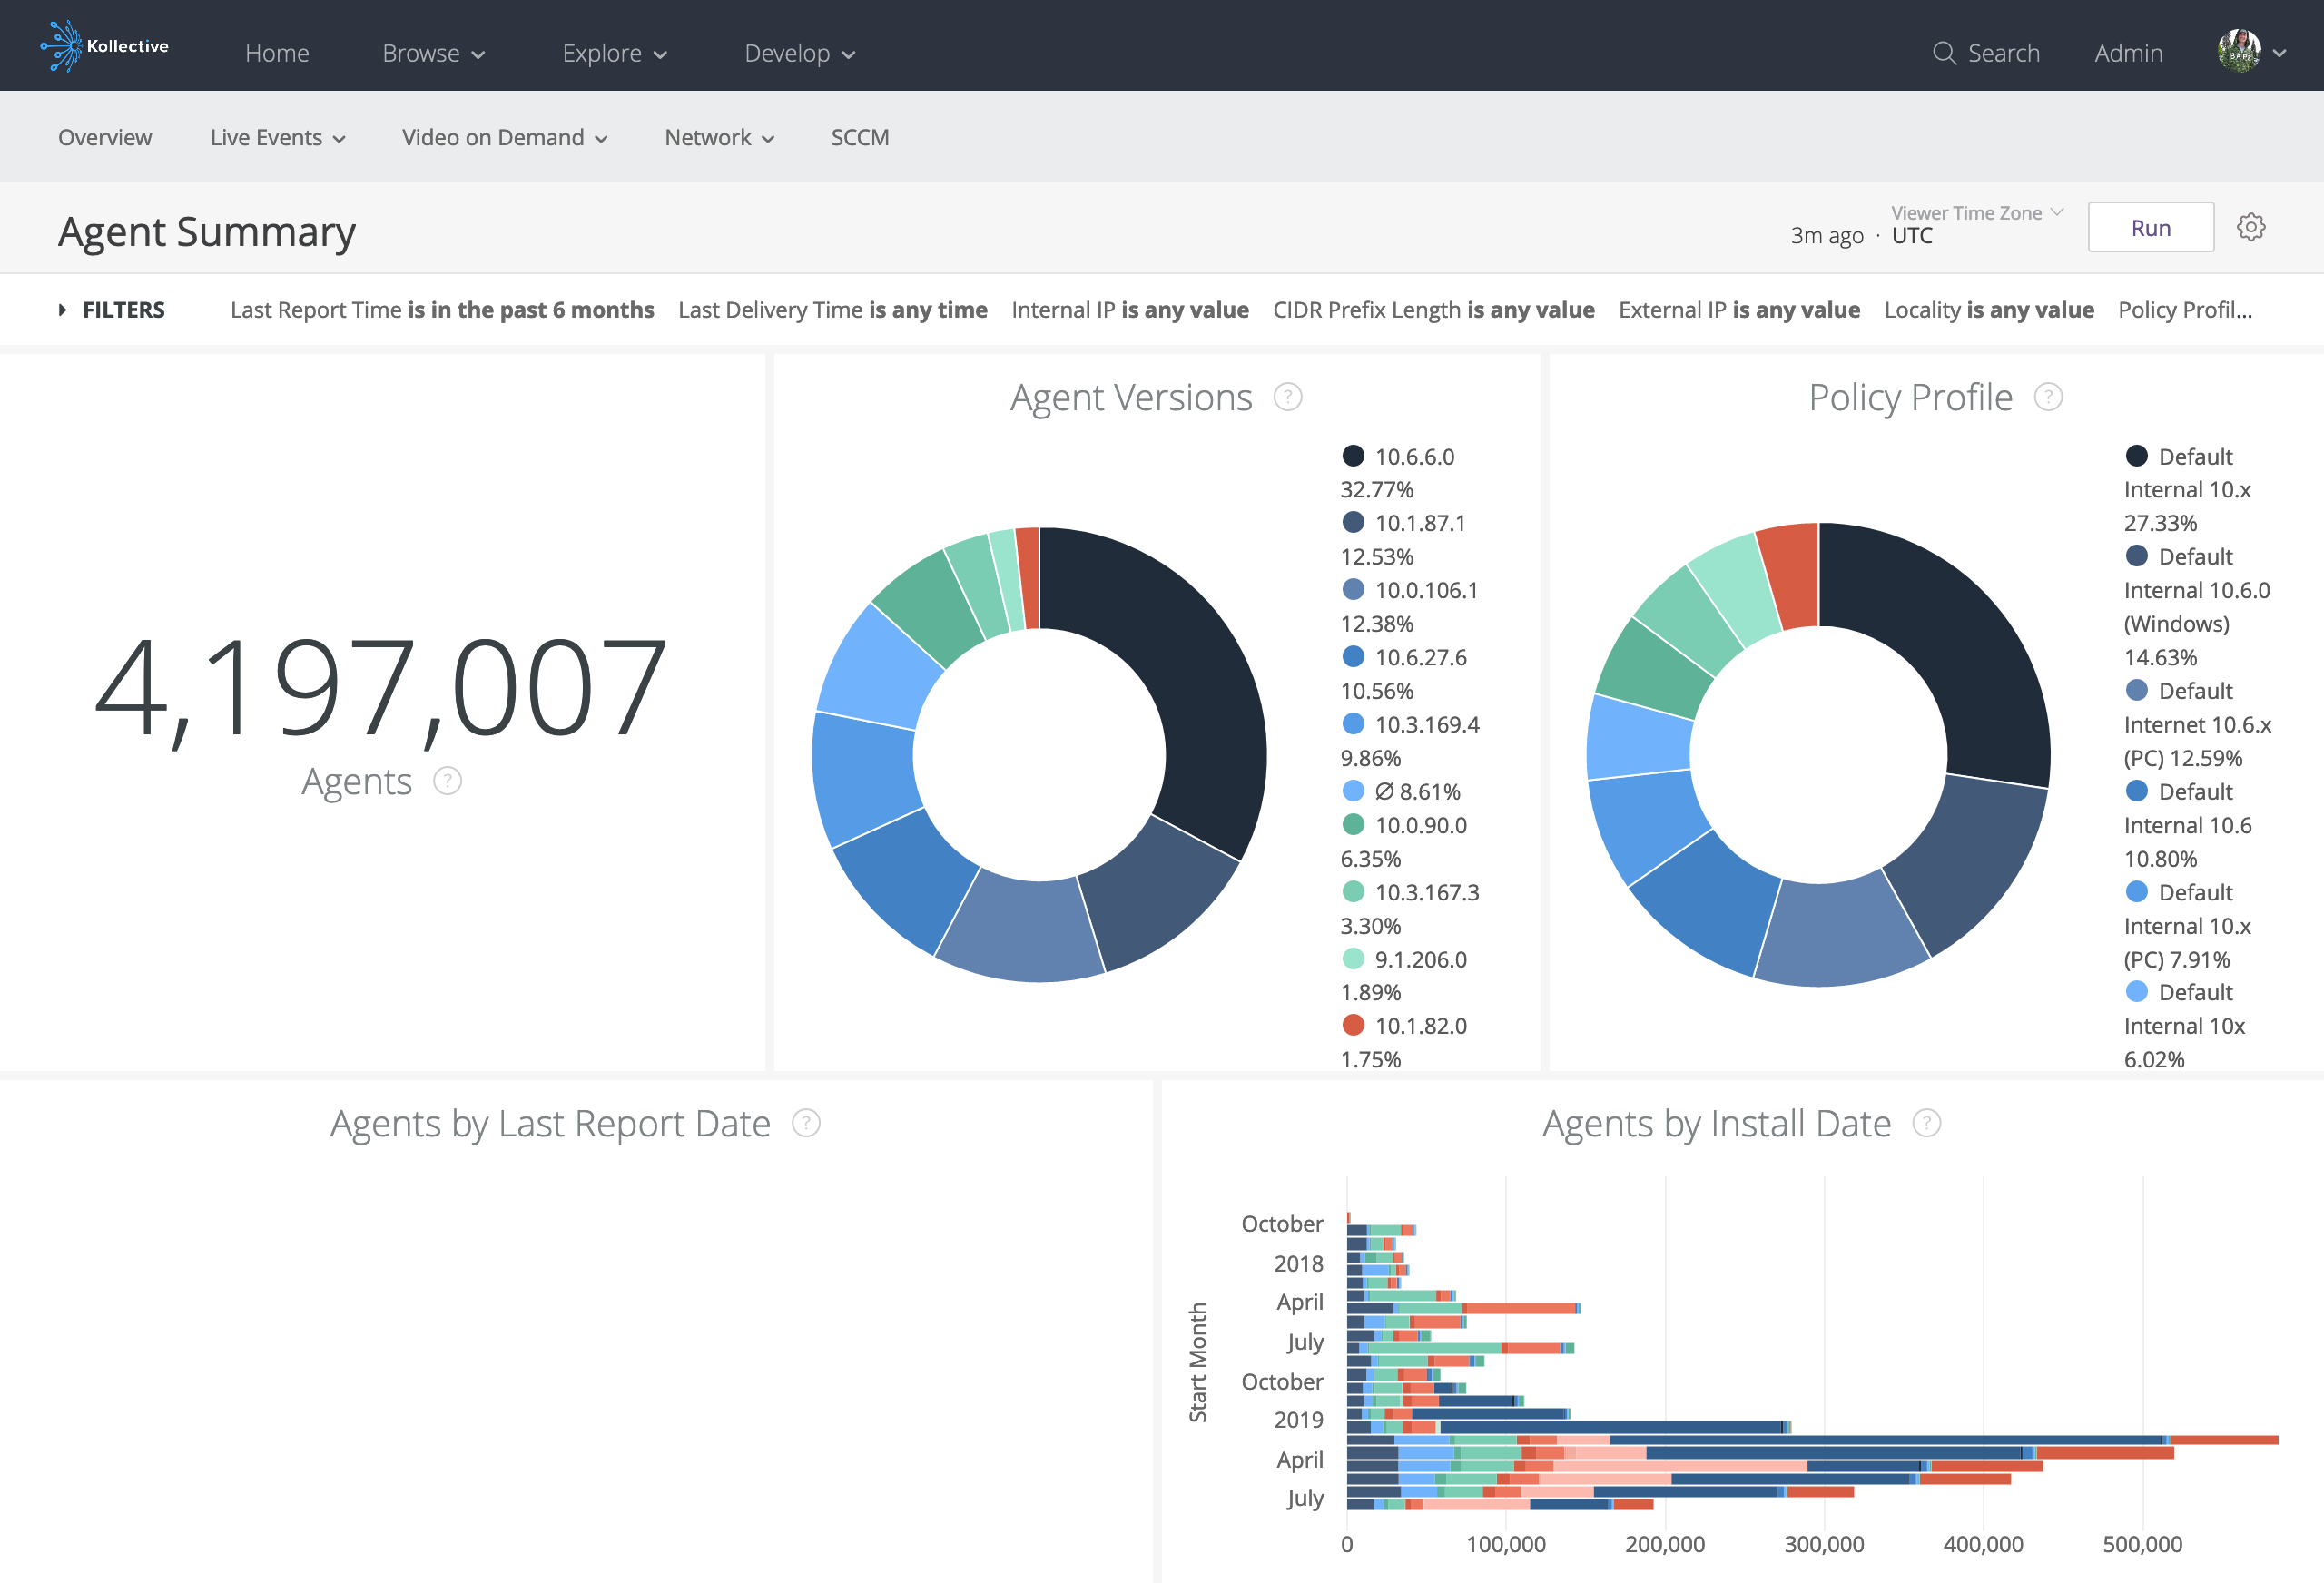 Kollective
Home
Browse
Explore
Develop
Search
Admin
Overview
Live Events
Video on Demand
Network
SCCM
Agent Summary
3m ago · Viewer Time Zone
UTC
Run
FILTERS
Last Report Time is in the past 6 months
Last Delivery Time is any time
Internal IP is any value
CIDR Prefix Length is any value
External IP is any value
Locality is any value
Policy Profil...
4,197,007
Agents ?
Agent Versions ?
10.6.6.0
32.77%
10.1.87.1
12.53%
10.0.106.1
12.38%
10.6.27.6
10.56%
10.3.169.4
9.86%
∅ 8.61%
10.0.90.0
6.35%
10.3.167.3
3.30%
9.1.206.0
1.89%
10.1.82.0
1.75%
Policy Profile ?
Default
Internal 10.x
27.33%
Default
Internal 10.6.0
(Windows)
14.63%
Default
Internet 10.6.x
(PC) 12.59%
Default
Internal 10.6
10.80%
Default
Internal 10.x
(PC) 7.91%
Default
Internal 10x
6.02%
Agents by Last Report Date ?
Agents by Install Date ?
Start Month
October
2018
April
July
October
2019
April
July
0
100,000
200,000
300,000
400,000
500,000